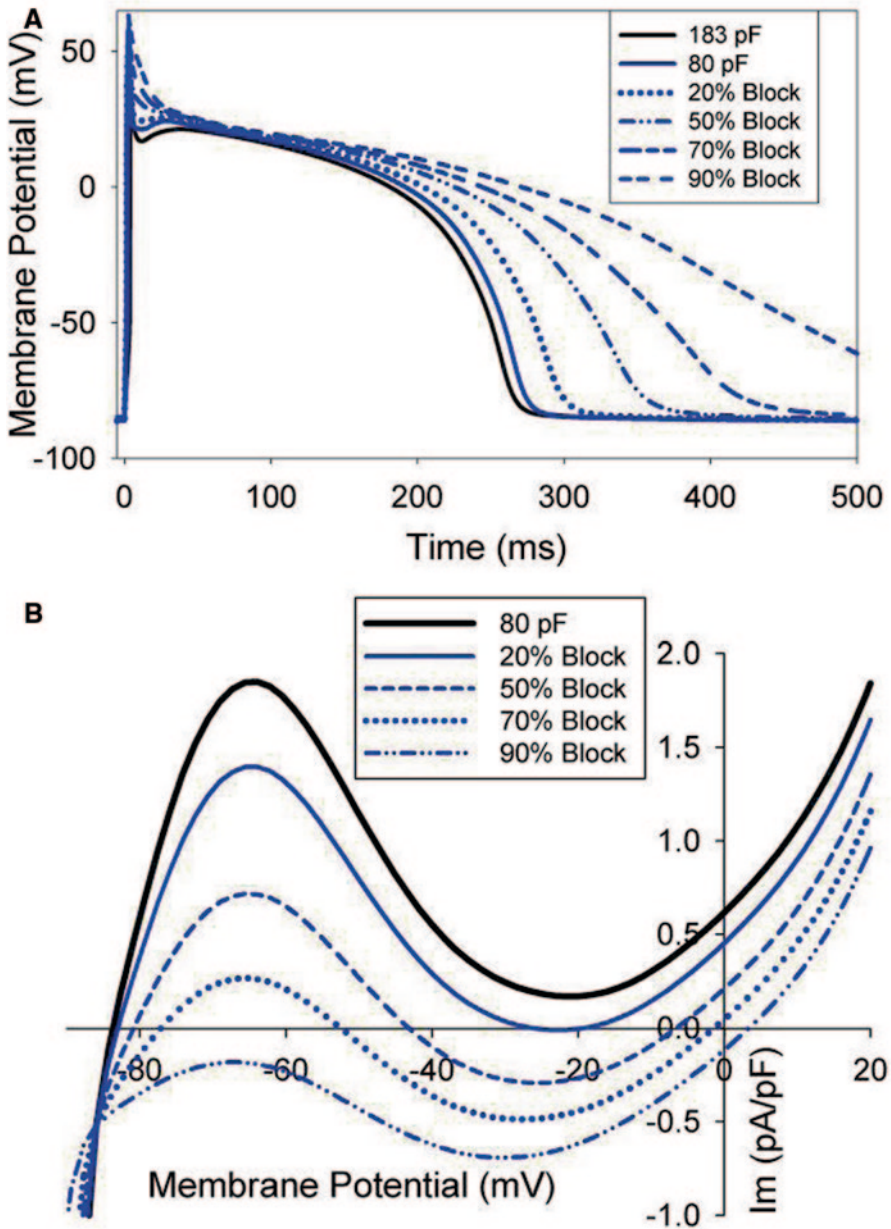 A
Membrane Potential (mV)
50
0
-50
-100
183 pF
80 pF
20% Block
50% Block
70% Block
90% Block
0
100
200
300
400
500
Time (ms)
B
80 pF
20% Block
50% Block
70% Block
90% Block
2.0
1.5
1.0
0.5
0.0
-0.5
-1.0
-80
-60
-40
-20
0
20
Membrane Potential (mV)
Im (pA/pF)